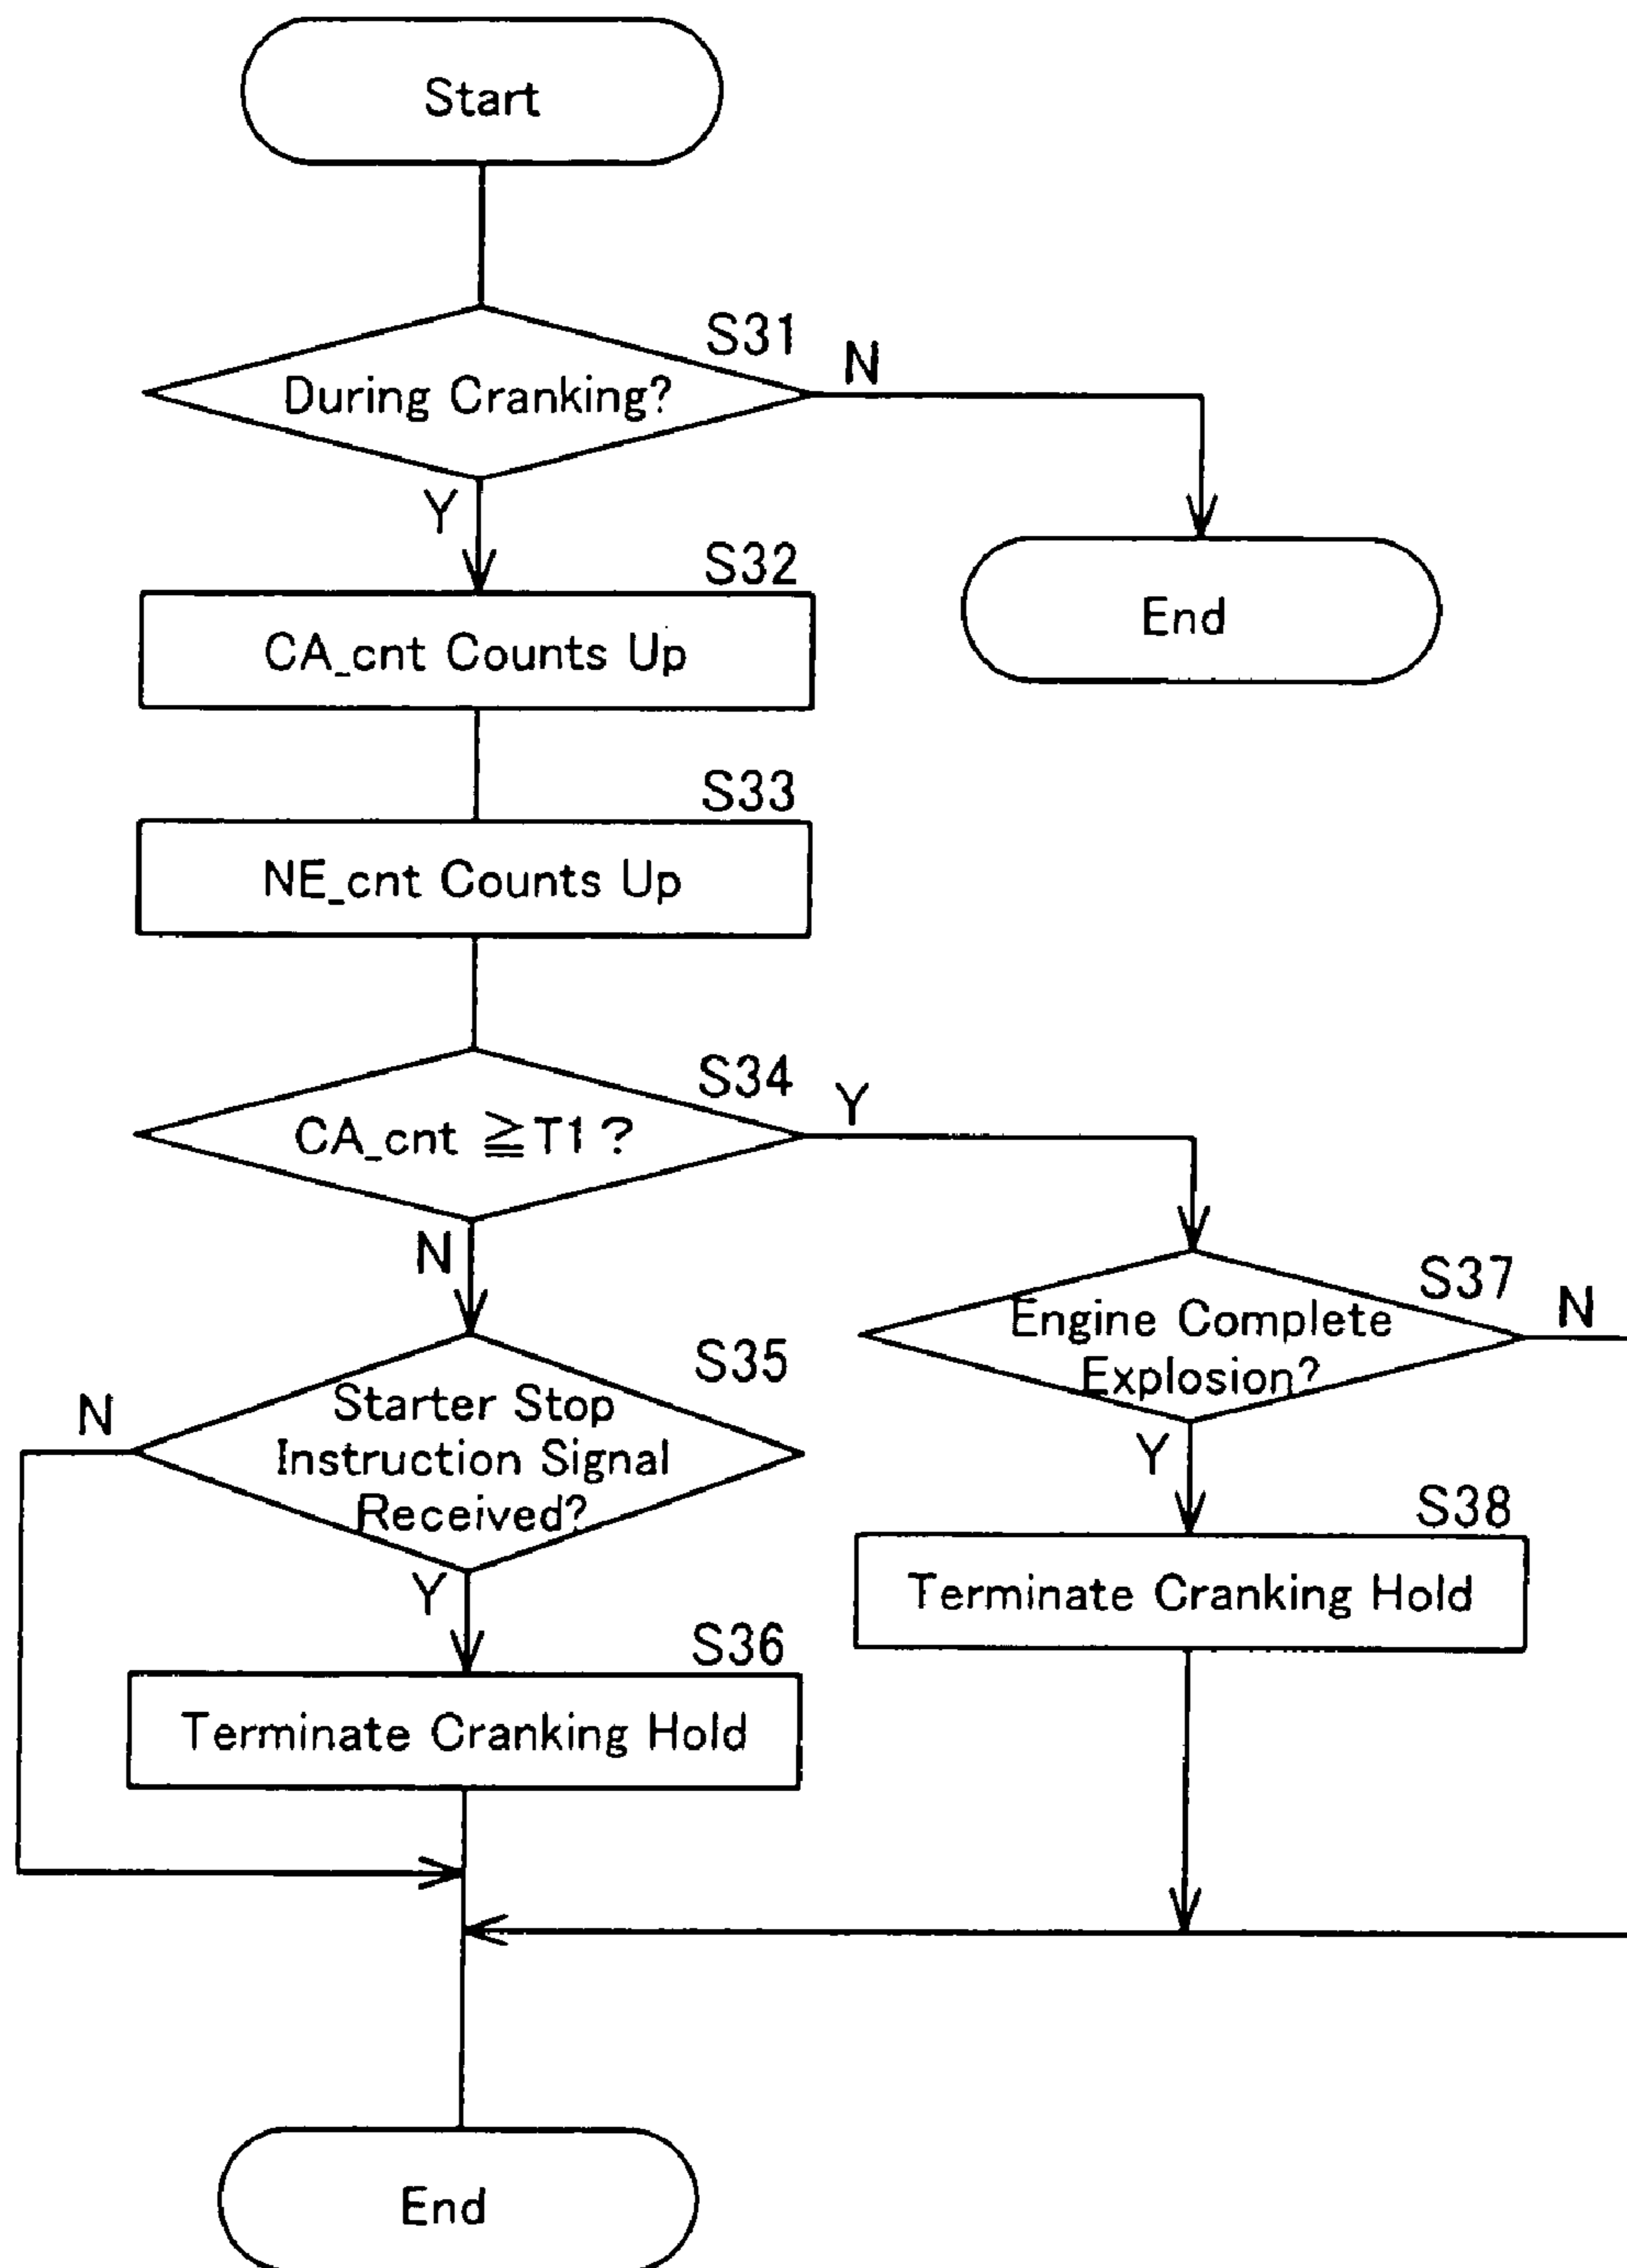 Start
S31
During Cranking?
N
Y
End
S32
CA_cnt Counts Up
S33
NE_cnt Counts Up
S34
CA_cnt ≧T1?
Y
N
S37
Engine Complete
Explosion?
N
Y
S35
Starter Stop
Instruction Signal
Received?
N
Y
S38
Terminate Cranking Hold
S36
Terminate Cranking Hold
End